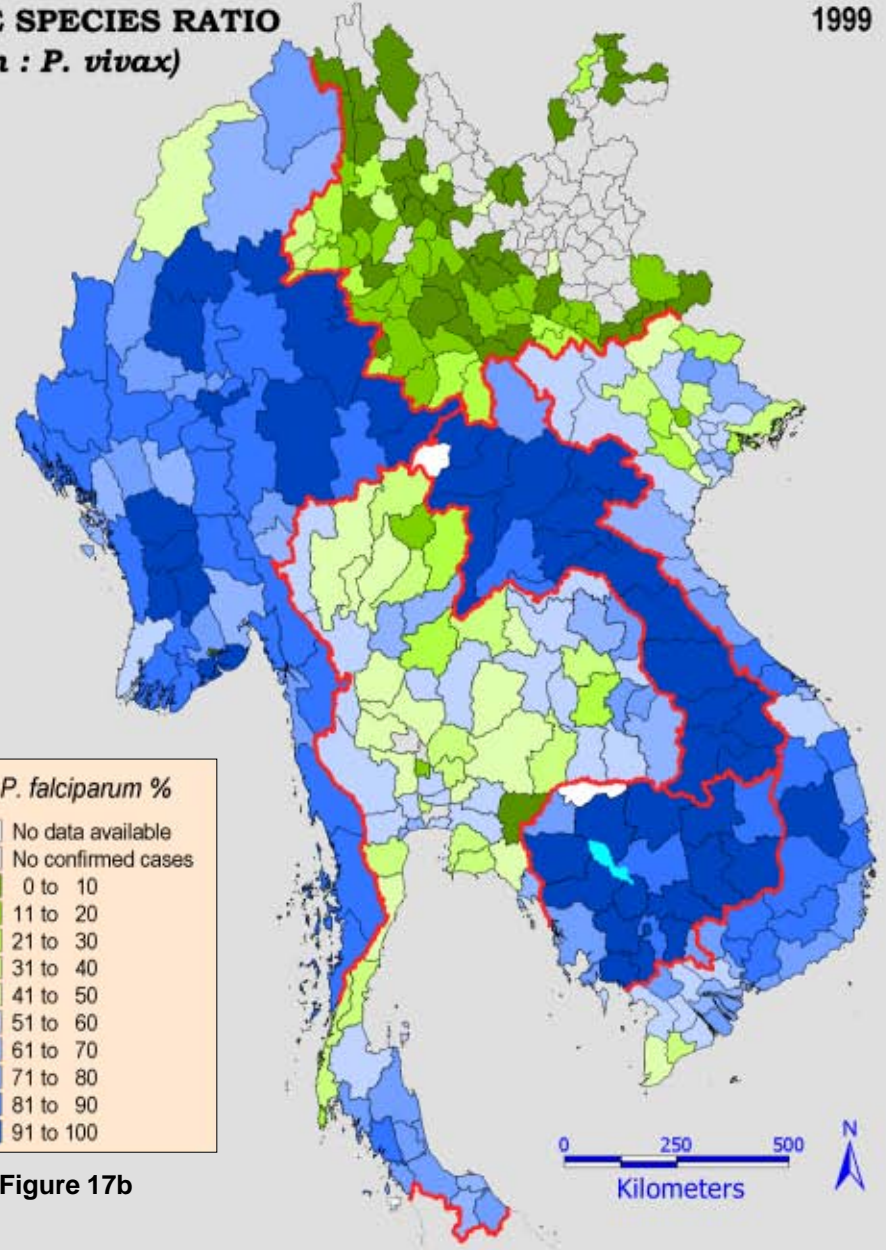 SPECIES RATIO
: P. vivax)
1999
P. falciparum %
No data available
No confirmed cases
0 to 10
11 to 20
21 to 30
31 to 40
41 to 50
51 to 60
61 to 70
71 to 80
81 to 90
91 to 100
Figure 17b
0 250 500
Kilometers
N